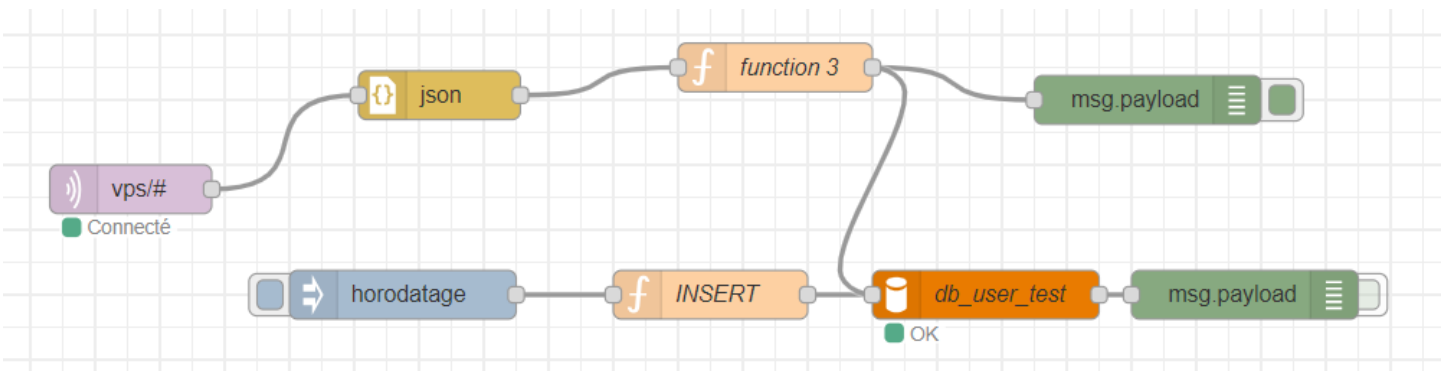 function 3
json
msg.payload
vps/#
Connecté
horodatage
INSERT
db_user_test
msg.payload
OK